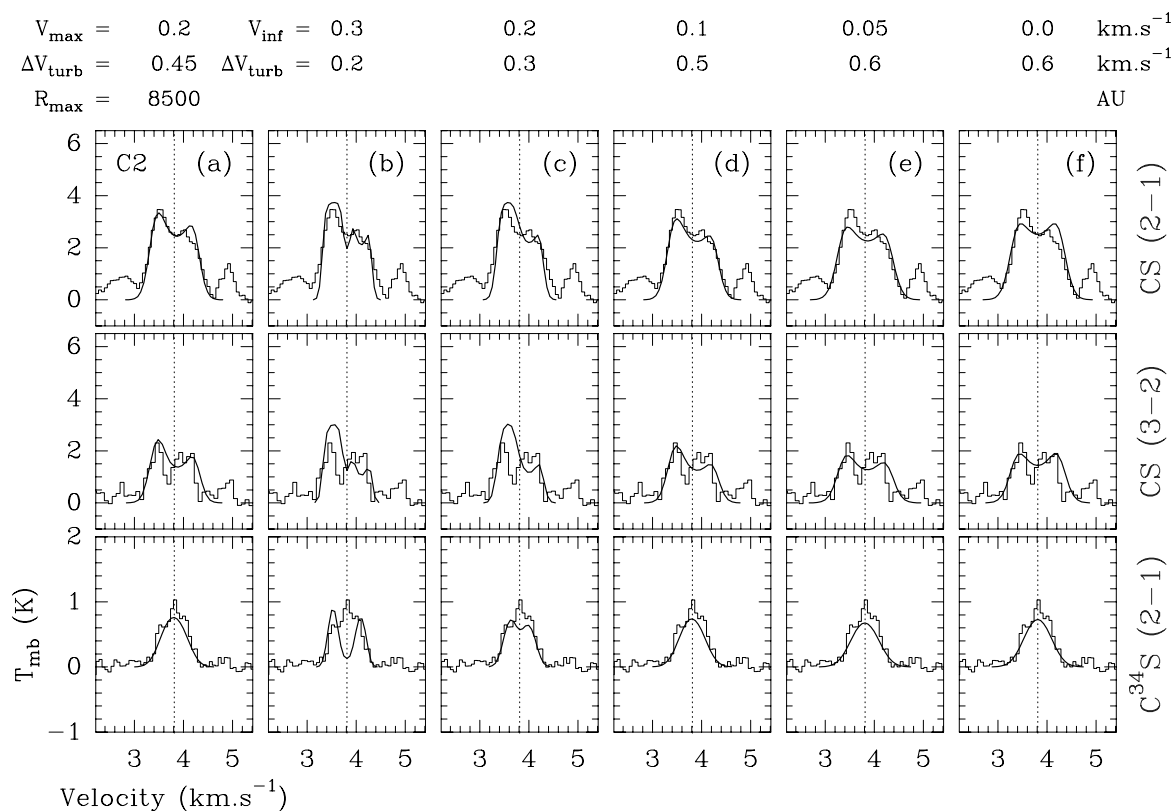 V_max = 0.2 V_inf = 0.3 0.2 0.1 0.05 0.0 km.s⁻¹
ΔV_turb = 0.45 ΔV_turb = 0.2 0.3 0.5 0.6 0.6 km.s⁻¹
R_max = 8500 AU
C2 (a) (b) (c) (d) (e) (f)
6
4
2
0
CS (2−1)
6
4
2
0
CS (3−2)
2
1
0
−1
T_mb (K)
C³⁴S (2−1)
3 4 5 3 4 5 3 4 5 3 4 5 3 4 5 3 4 5
Velocity (km.s⁻¹)